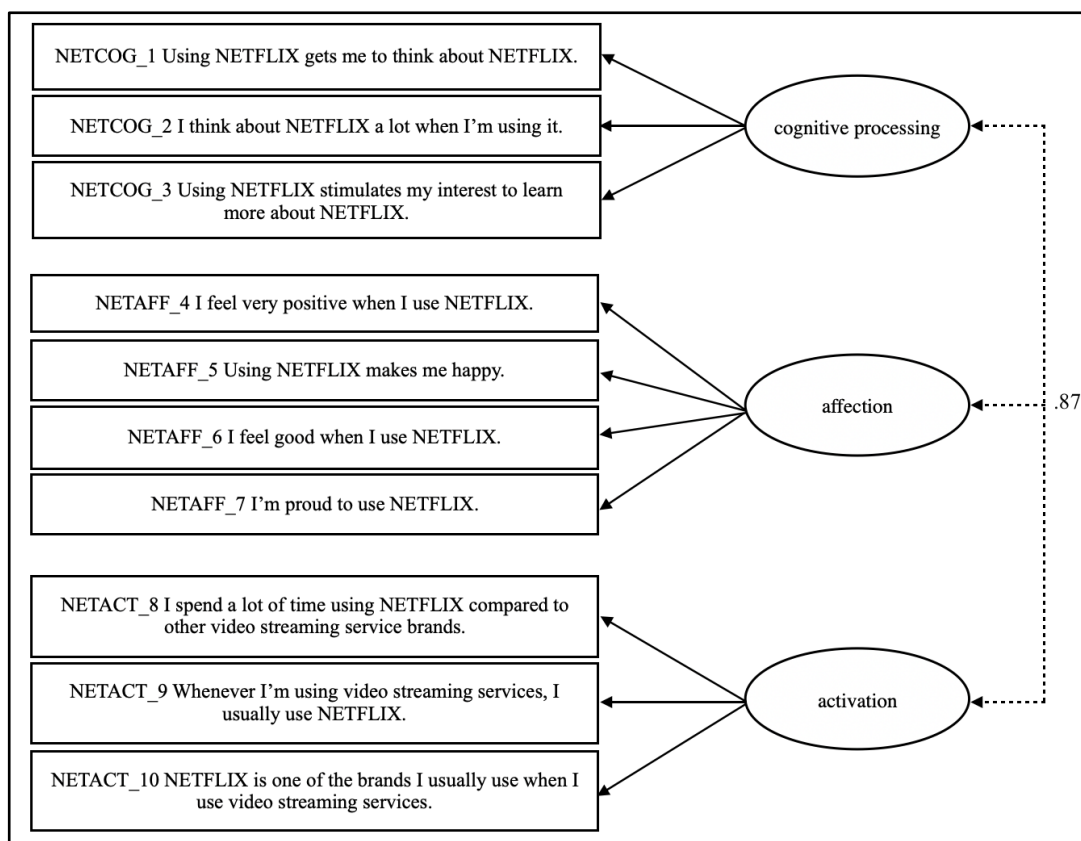 NETCOG_1 Using NETFLIX gets me to think about NETFLIX.
NETCOG_2 I think about NETFLIX a lot when I’m using it.
NETCOG_3 Using NETFLIX stimulates my interest to learn
more about NETFLIX.
cognitive processing
NETAFF_4 I feel very positive when I use NETFLIX.
NETAFF_5 Using NETFLIX makes me happy.
NETAFF_6 I feel good when I use NETFLIX.
NETAFF_7 I’m proud to use NETFLIX.
affection
.87
NETACT_8 I spend a lot of time using NETFLIX compared to
other video streaming service brands.
NETACT_9 Whenever I’m using video streaming services, I
usually use NETFLIX.
NETACT_10 NETFLIX is one of the brands I usually use when I
use video streaming services.
activation